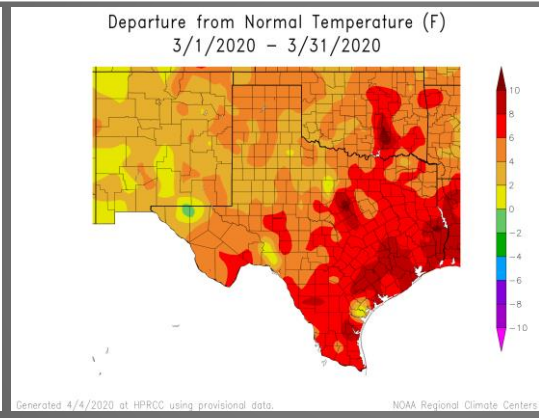 Departure from Normal Temperature (F)
3/1/2020 – 3/31/2020
10
8
6
4
2
0
−2
−4
−6
−8
−10
Generated 4/4/2020 at HPRCC using provisional data.
NOAA Regional Climate Centers